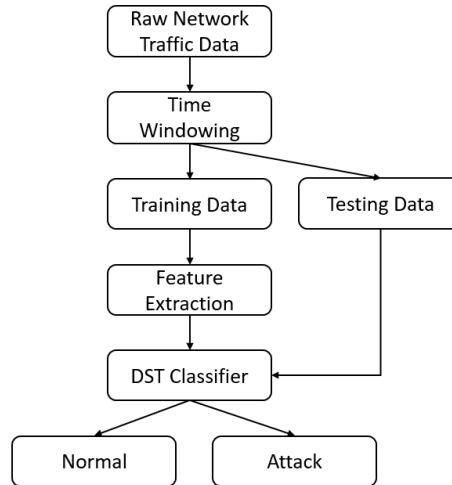 Raw Network
Traffic Data
Time
Windowing
Training Data
Testing Data
Feature
Extraction
DST Classifier
Normal
Attack